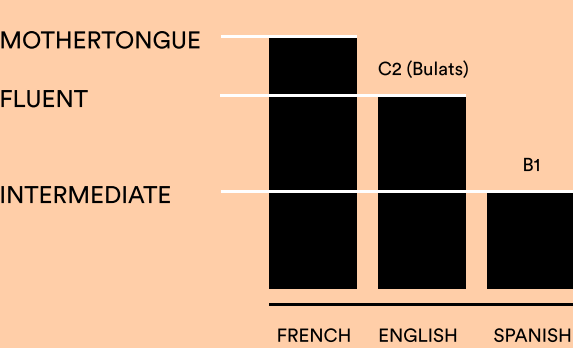 MOTHERTONGUE
C2 (Bulats)
FLUENT
B1
INTERMEDIATE
FRENCH ENGLISH SPANISH